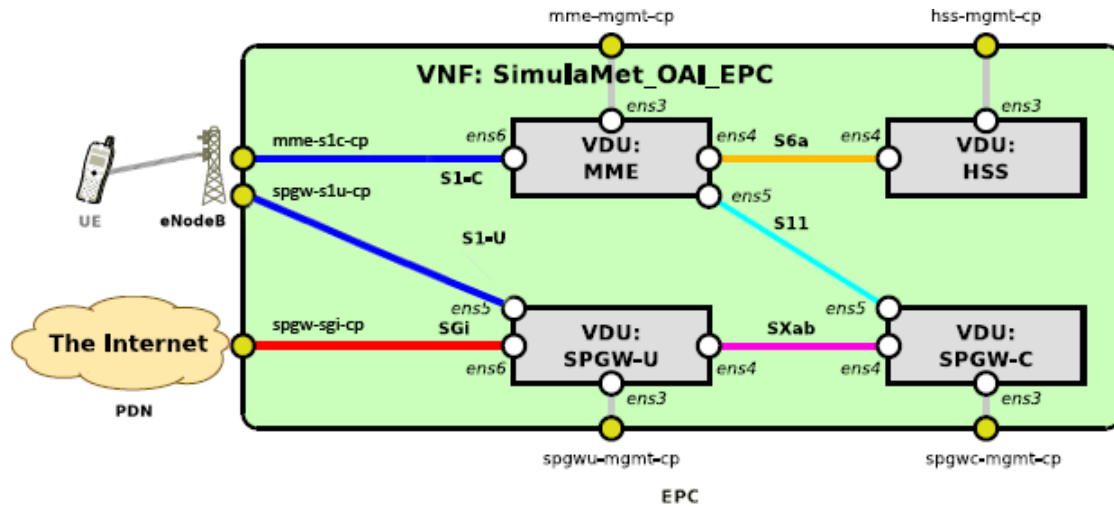 mme-mgmt-cp
hss-mgmt-cp
VNF: SimulaMet_OAI_EPC
ens3
ens3
mme-s1c-cp
ens6
VDU:
MME
ens4
S6a
ens4
VDU:
HSS
S1-C
UE
eNodeB
spgw-s1u-cp
ens5
S11
S1-U
ens5
ens5
The Internet
spgw-sgi-cp
SGi
VDU:
SPGW-U
SXab
VDU:
SPGW-C
ens6
ens4
ens4
PDN
ens3
ens3
spgwu-mgmt-cp
spgwc-mgmt-cp
EPC